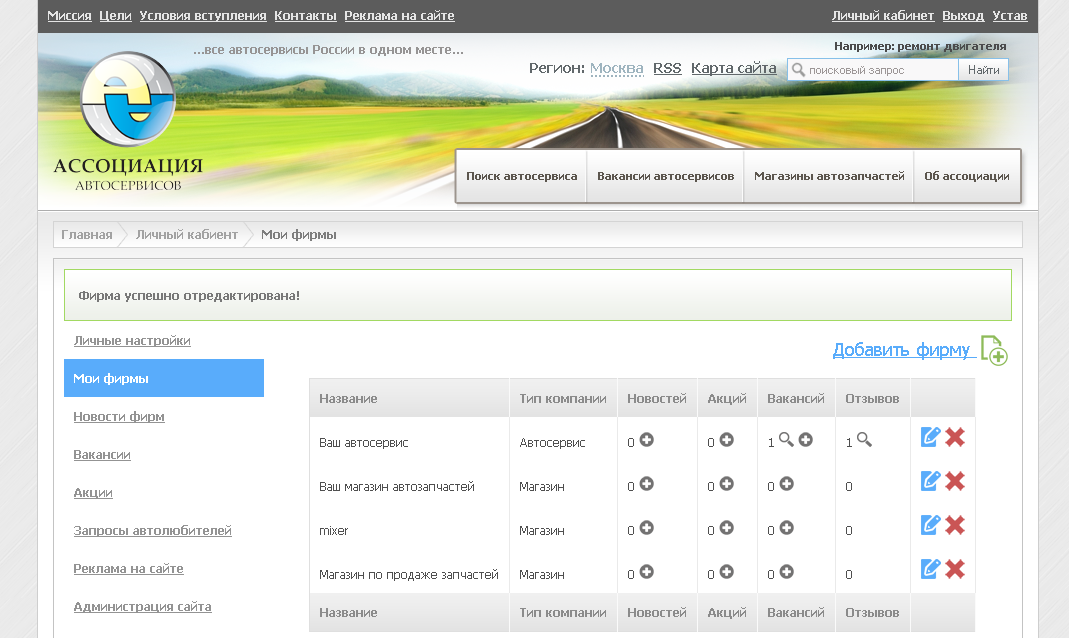 Миссия Цели Условия вступления Контакты Реклама на сайте Личный кабинет Выход Устав
...все автосервисы России в одном месте...
Например: ремонт двигателя
Регион: Москва RSS Карта сайта поисковый запрос Найти
АССОЦИАЦИЯ
АВТОСЕРВИСОВ
Поиск автосервиса Вакансии автосервисов Магазины автозапчастей Об ассоциации
Главная Личный кабиент Мои фирмы
Фирма успешно отредактирована!
Личные настройки
Мои фирмы
Новости фирм
Вакансии
Акции
Запросы автолюбителей
Реклама на сайте
Администрация сайта
Добавить фирму
Название Тип компании Новостей Акций Вакансий Отзывов
Ваш автосервис Автосервис 0 0 1 1
Ваш магазин автозапчастей Магазин 0 0 0 0
mixer Магазин 0 0 0 0
Магазин по продаже запчастей Магазин 0 0 0 0
Название Тип компании Новостей Акций Вакансий Отзывов